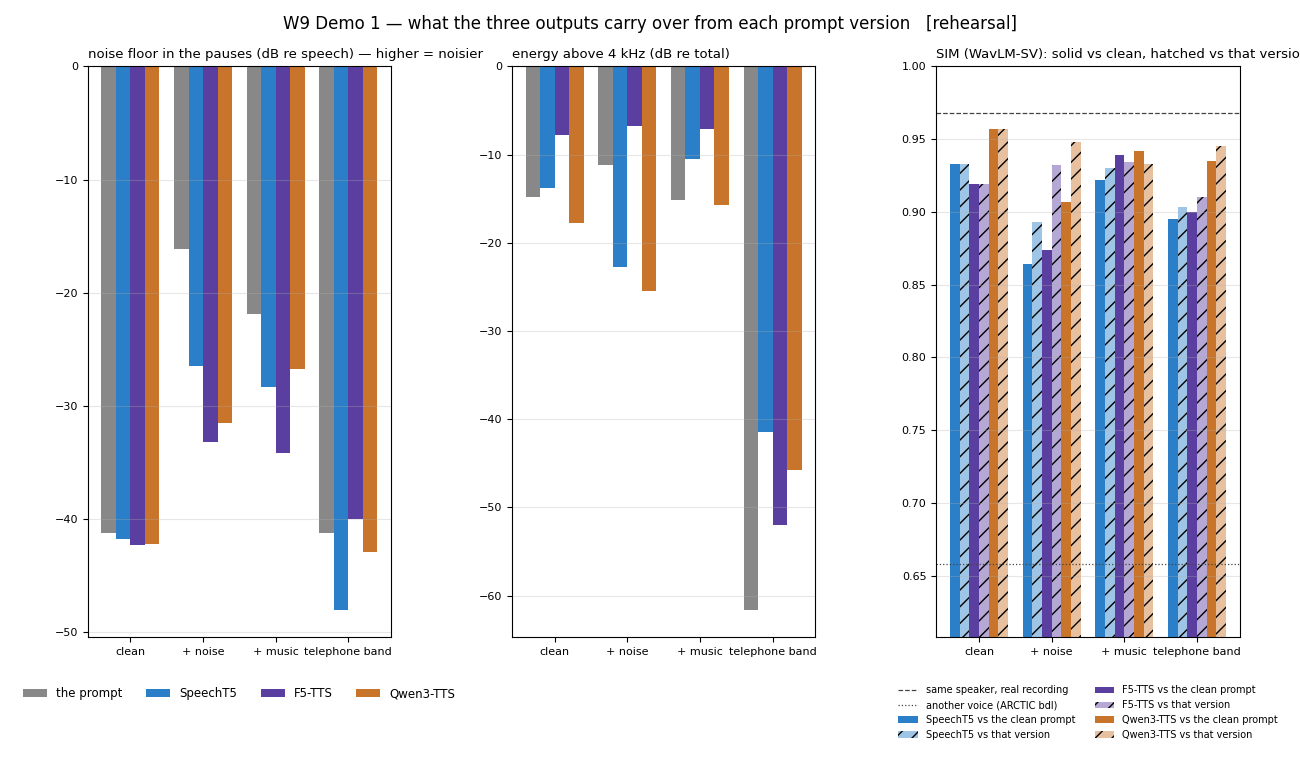 W9 Demo 1 — what the three outputs carry over from each prompt version [rehearsal]
noise floor in the pauses (dB re speech) — higher = noisier
0
−10
−20
−30
−40
−50
clean
+ noise
+ music
telephone band
the prompt
SpeechT5
F5-TTS
Qwen3-TTS
energy above 4 kHz (dB re total)
0
−10
−20
−30
−40
−50
−60
clean
+ noise
+ music
telephone band
SIM (WavLM-SV): solid vs clean, hatched vs that versio
1.00
0.95
0.90
0.85
0.80
0.75
0.70
0.65
clean
+ noise
+ music
telephone band
same speaker, real recording
another voice (ARCTIC bdl)
SpeechT5 vs the clean prompt
SpeechT5 vs that version
F5-TTS vs the clean prompt
F5-TTS vs that version
Qwen3-TTS vs the clean prompt
Qwen3-TTS vs that version